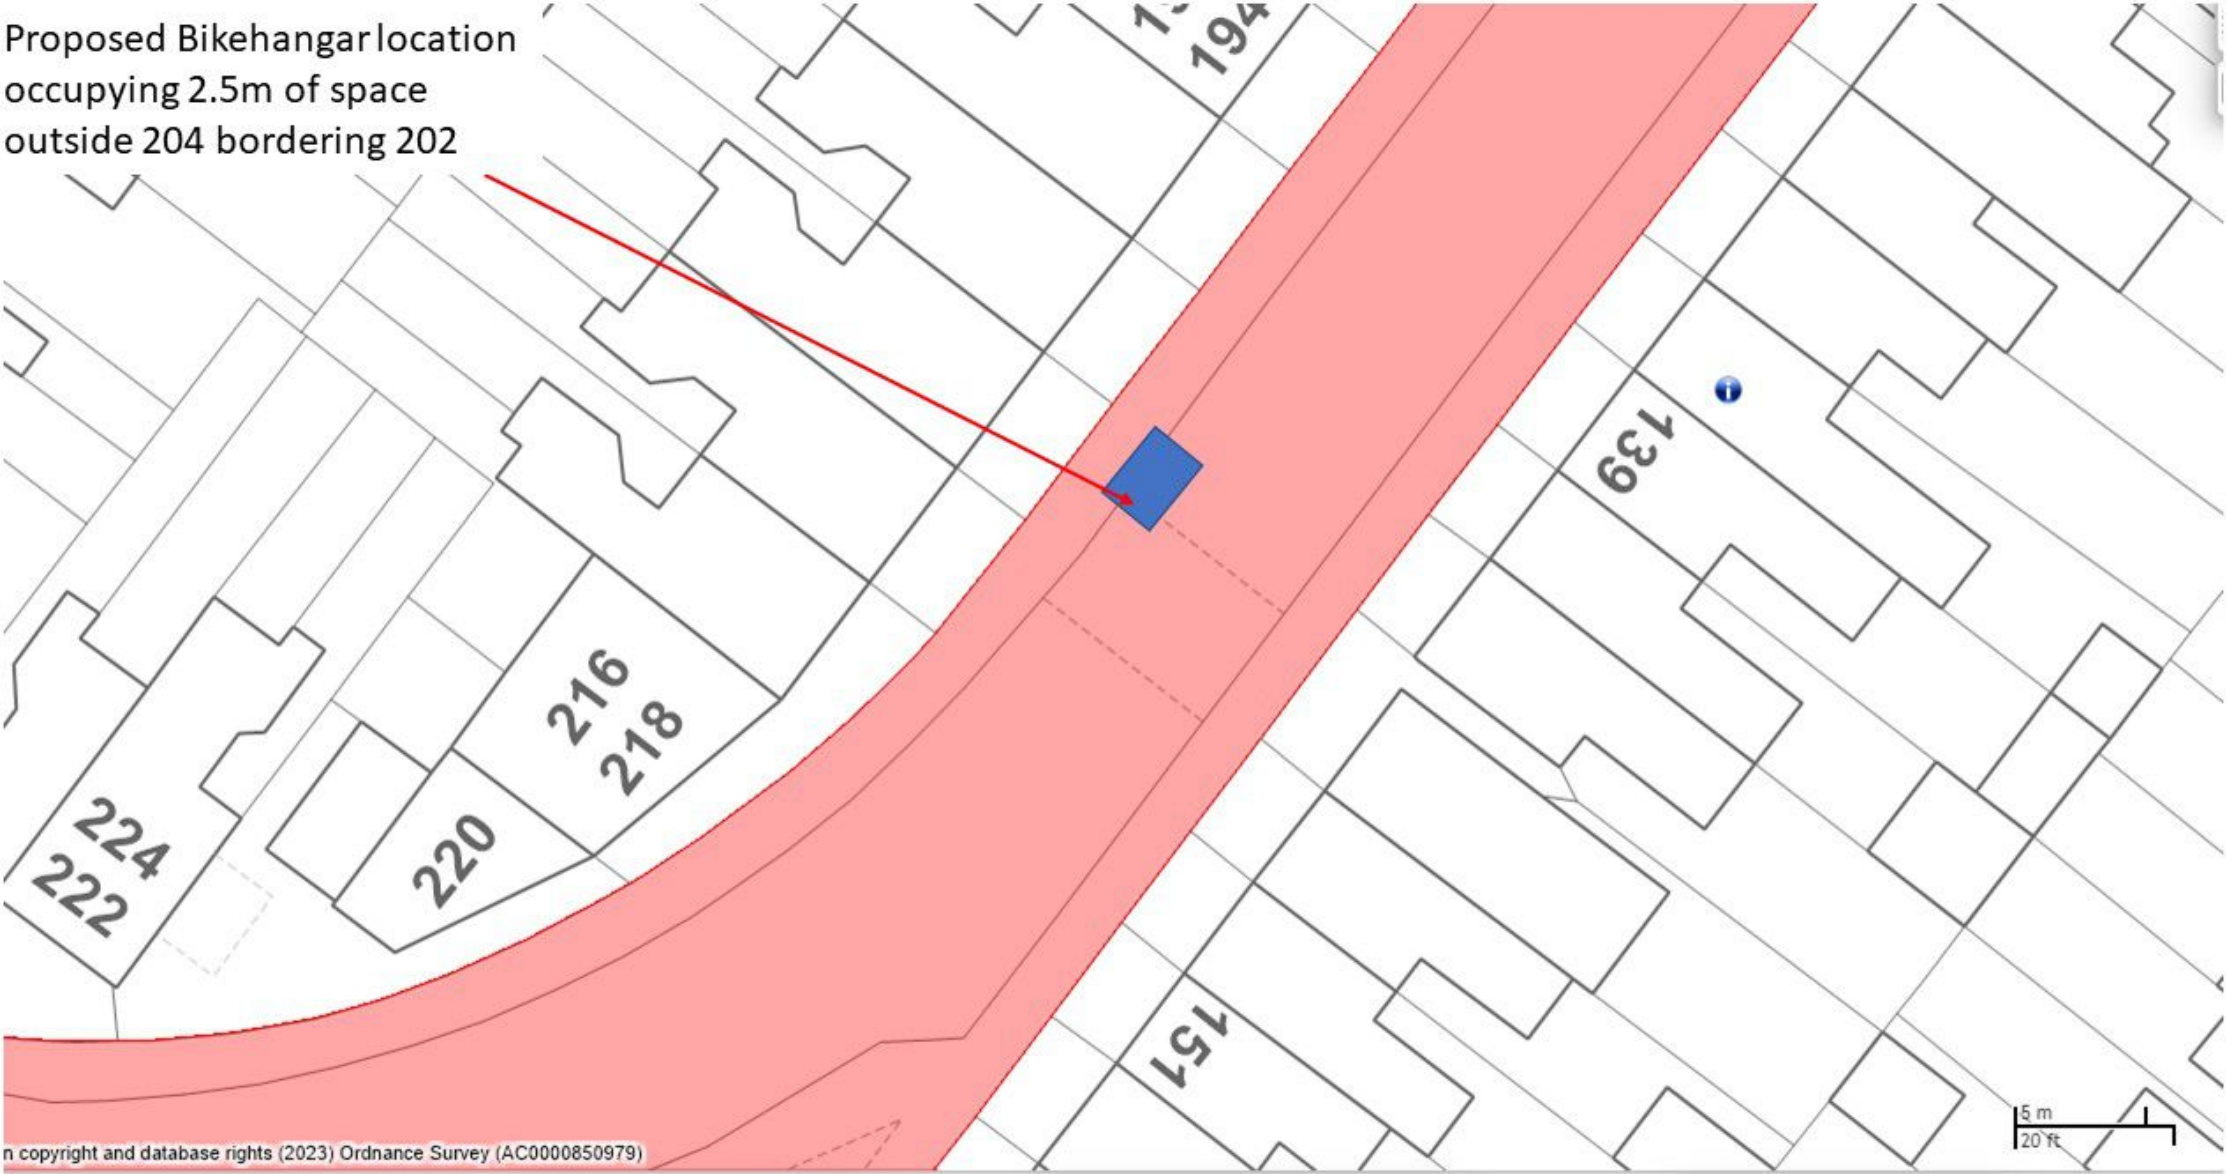 Proposed Bikehangar location
occupying 2.5m of space
outside 204 bordering 202
194
139
216
218
220
224
222
151
5 m
20 ft
n copyright and database rights (2023) Ordnance Survey (AC0000850979)